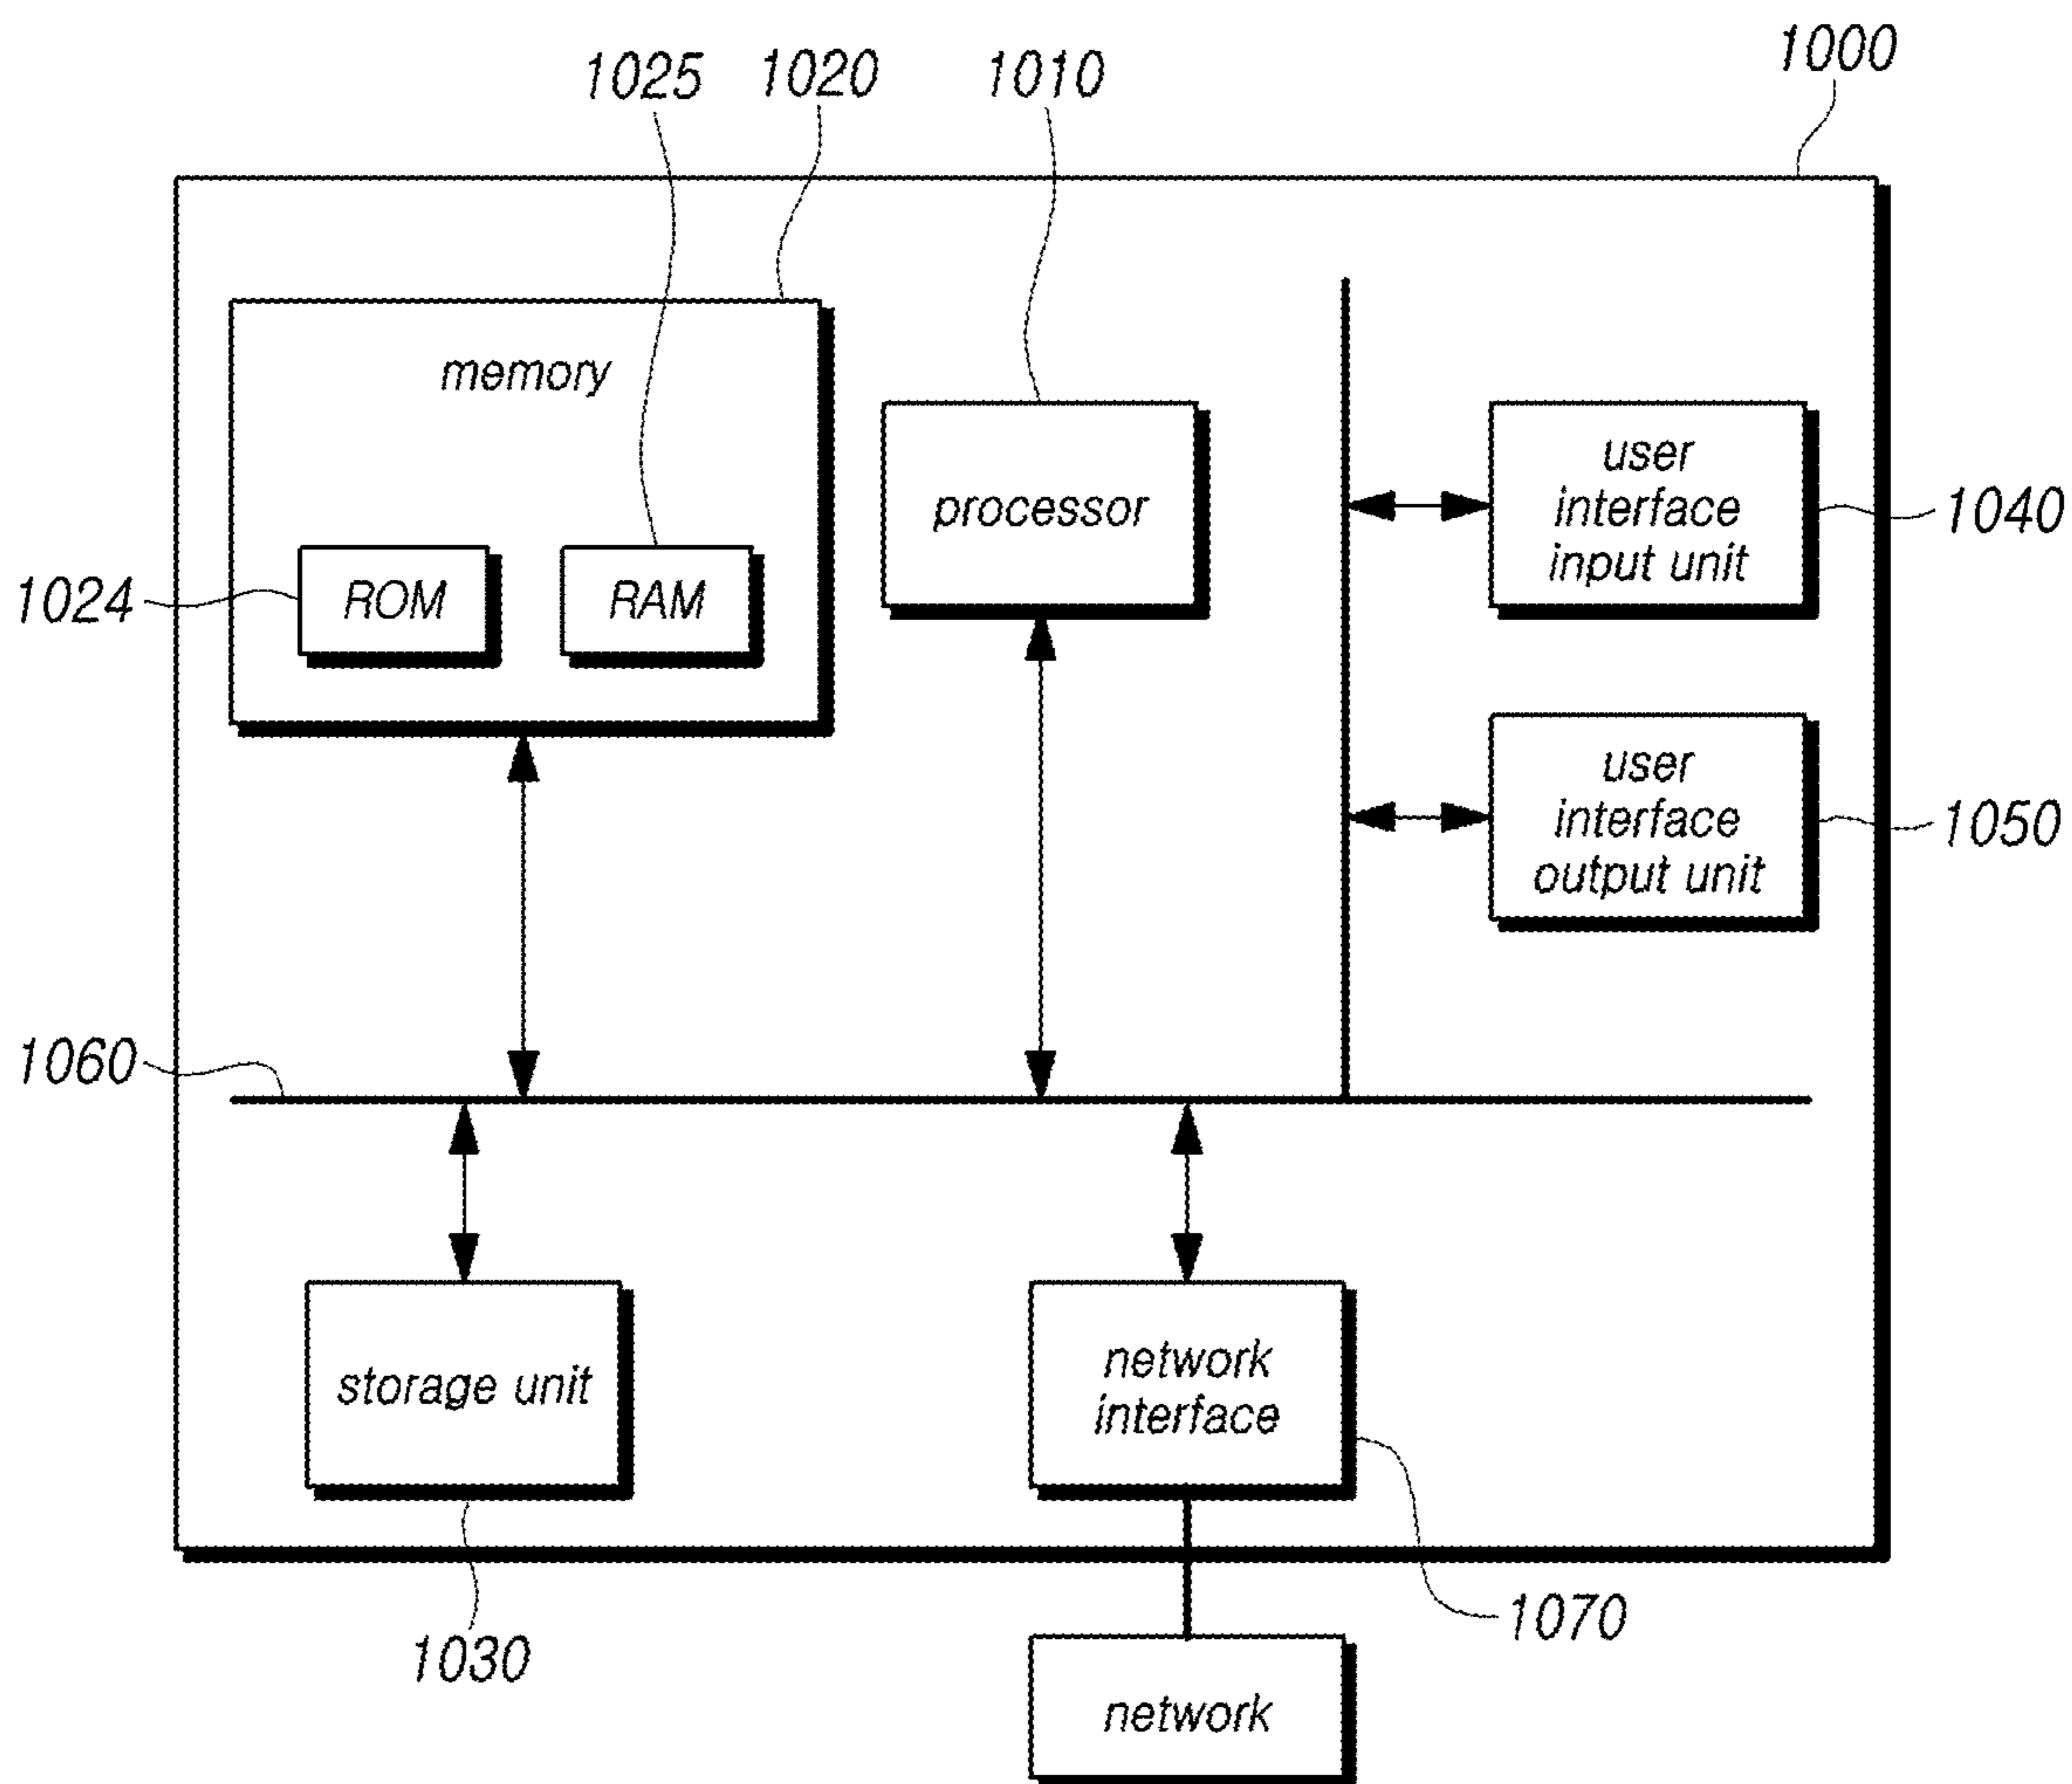 1000
1025 1020 1010
memory
processor
user
interface
input unit
1040
1024
ROM
RAM
user
interface
output unit
1050
1060
storage unit
network
interface
1070
1030
network